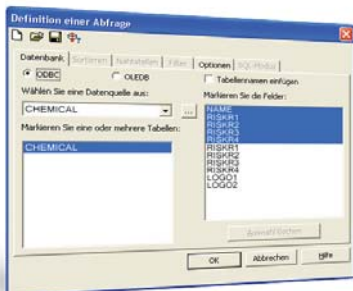 Definition einer Abfrage
Datenbank Sortieren Nahtstellen Filter Optionen SQL-Modus
ODBC OLEDB
Wählen Sie eine Datenquelle aus:
CHEMICAL ...
Markieren Sie eine oder mehrere Tabellen:
CHEMICAL
Tabellennamen einfügen
Markieren Sie die Felder:
NAME
RISKR1
RISKR2
RISKR3
RISKR4
RISKR1
RISKR2
RISKR3
RISKR4
LOGO1
LOGO2
Auswahl löschen
OK Abbrechen Hilfe